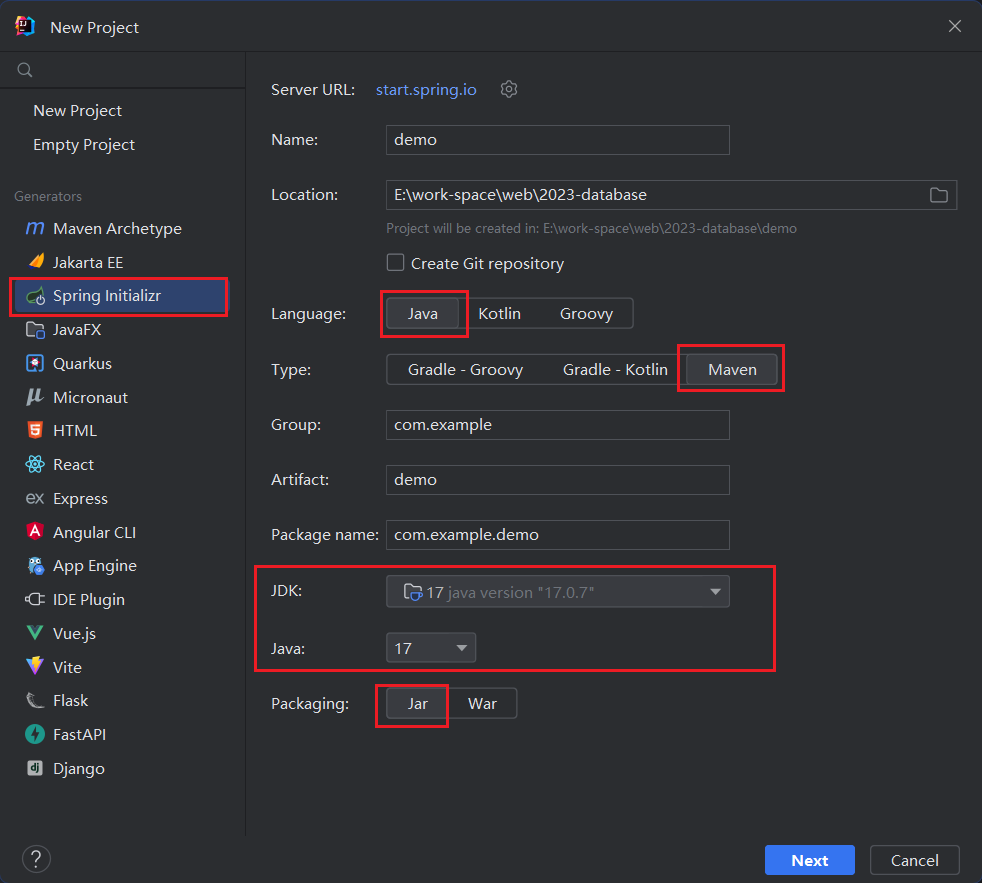 New Project
New Project
Empty Project
Generators
Maven Archetype
Jakarta EE
Spring Initializr
JavaFX
Quarkus
Micronaut
HTML
React
Express
Angular CLI
App Engine
IDE Plugin
Vue.js
Vite
Flask
FastAPI
Django
Server URL: start.spring.io
Name: demo
Location: E:\work-space\web\2023-database
Project will be created in: E:\work-space\web\2023-database\demo
Create Git repository
Language: Java Kotlin Groovy
Type: Gradle - Groovy Gradle - Kotlin Maven
Group: com.example
Artifact: demo
Package name: com.example.demo
JDK: 17 java version "17.0.7"
Java: 17
Packaging: Jar War
? Next Cancel